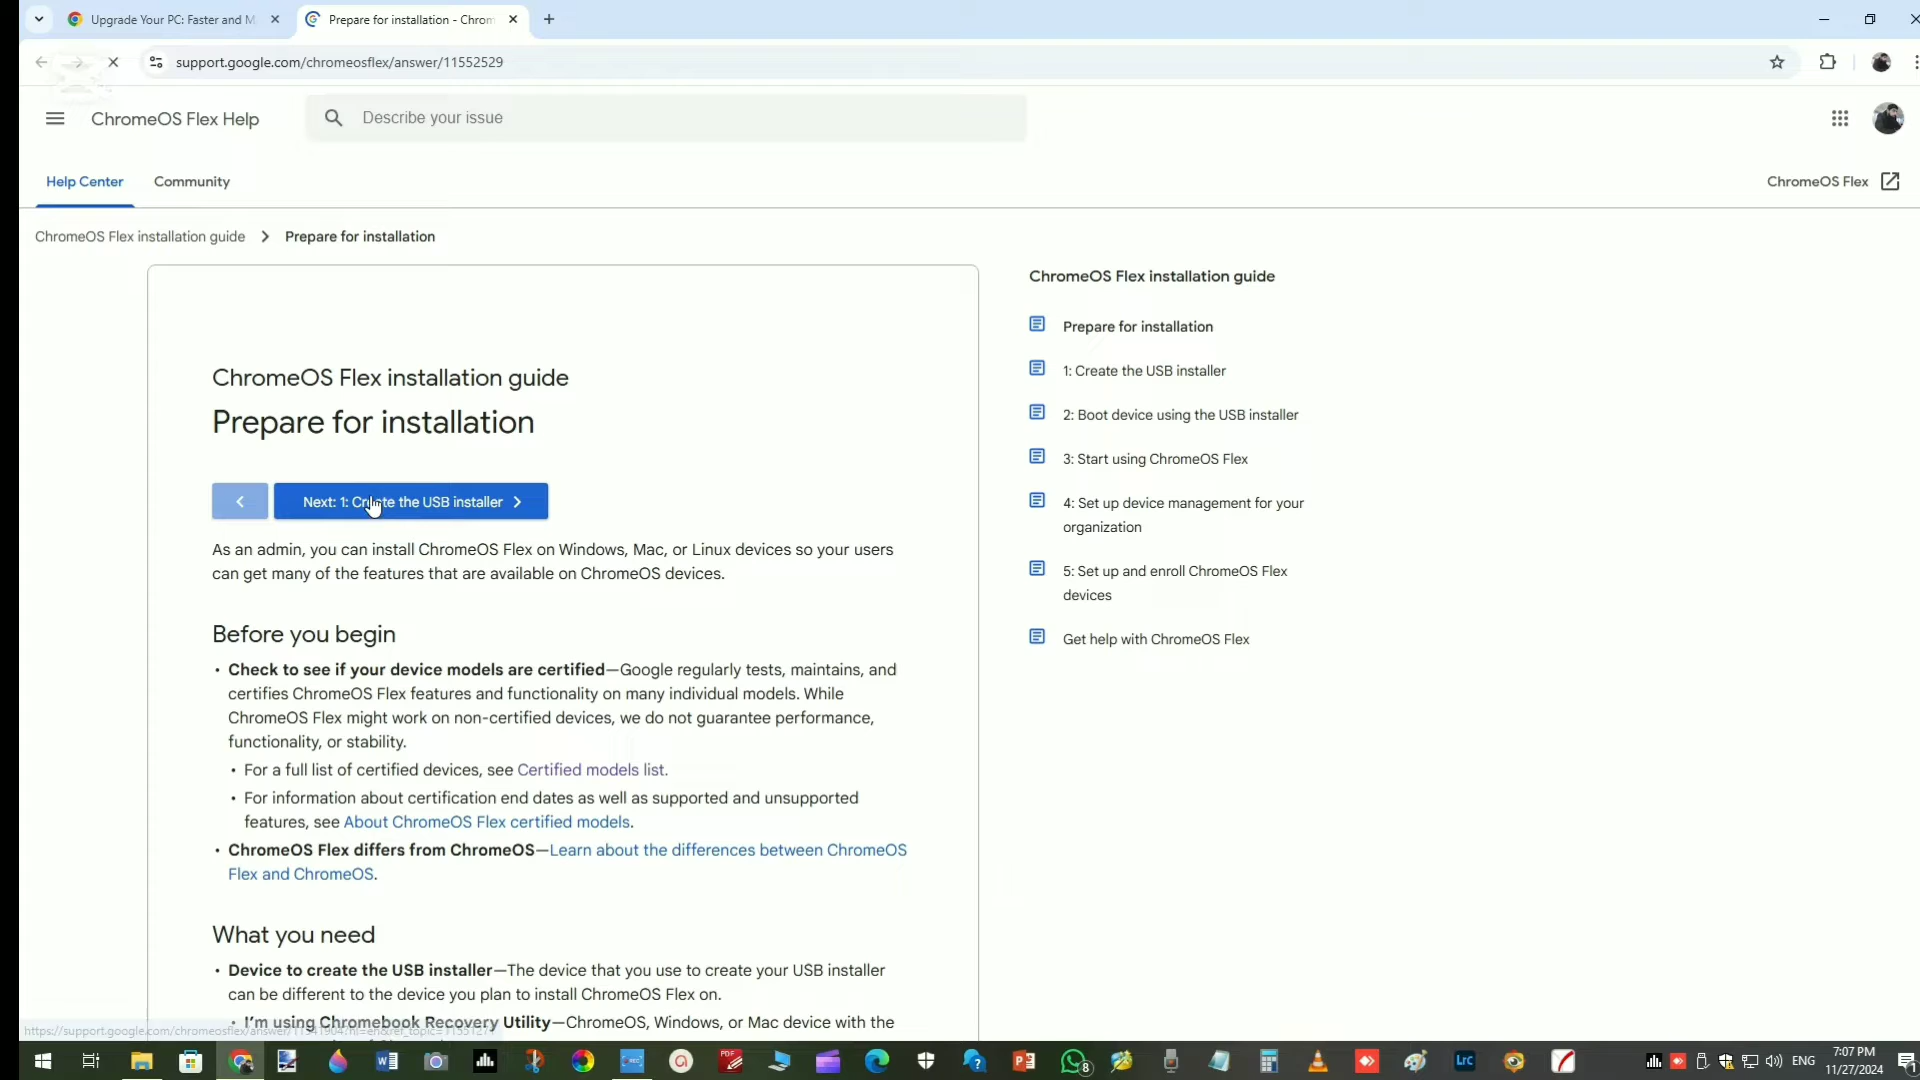 Upgrade Your PC: Faster and M
Prepare for installation - Chrom
support.google.com/chromeosflex/answer/11552529
ChromeOS Flex Help
Describe your issue
Help Center
Community
ChromeOS Flex
ChromeOS Flex installation guide > Prepare for installation
ChromeOS Flex installation guide
Prepare for installation
Next: 1: Create the USB installer
As an admin, you can install ChromeOS Flex on Windows, Mac, or Linux devices so your users
can get many of the features that are available on ChromeOS devices.
Before you begin
• Check to see if your device models are certified—Google regularly tests, maintains, and
certifies ChromeOS Flex features and functionality on many individual models. While
ChromeOS Flex might work on non-certified devices, we do not guarantee performance,
functionality, or stability.
• For a full list of certified devices, see Certified models list.
• For information about certification end dates as well as supported and unsupported
features, see About ChromeOS Flex certified models.
• ChromeOS Flex differs from ChromeOS—Learn about the differences between ChromeOS
Flex and ChromeOS.
What you need
• Device to create the USB installer—The device that you use to create your USB installer
can be different to the device you plan to install ChromeOS Flex on.
• I'm using Chromebook Recovery Utility—ChromeOS, Windows, or Mac device with the
ChromeOS Flex installation guide
Prepare for installation
1: Create the USB installer
2: Boot device using the USB installer
3: Start using ChromeOS Flex
4: Set up device management for your
organization
5: Set up and enroll ChromeOS Flex
devices
Get help with ChromeOS Flex
REC
PDF
8
LrC
ENG
7:07 PM
11/27/2024
1